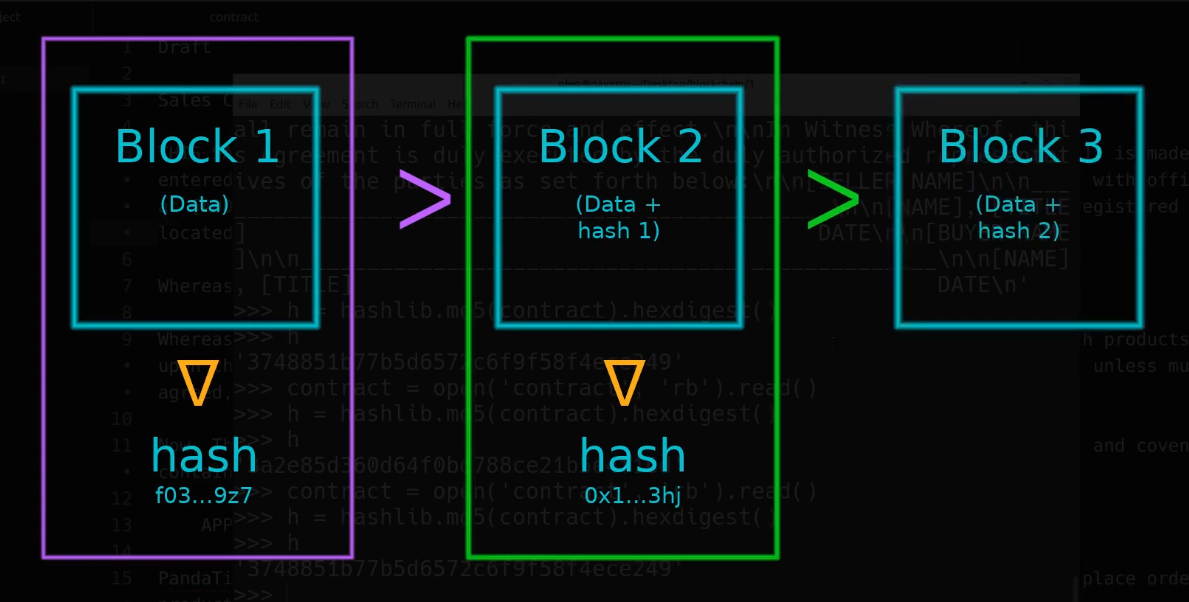 ject
contract
1 Draft
2
3 Sales C
File Edit View Search Terminal He
Block 1
Block 2
Block 3
all remain in full force and effect.\n\nIn Witness Whereof, thi
s agreement is duly executed by the duly authorized representat
is made
entered
ives of the parties as set forth below:\r\n\r\n[SELLER NAME]\n\n___
with offi
(Data)
(Data +
hash 1)
(Data +
hash 2)
>
>
egistered
located
]
DATE\n\n[BUYER NAME
6
]\n\n
\n\n[NAME]
7 Whereas
, [TITLE]
DATE\n'
8
>>> h = hashlib.md5(contract).hexdigest()
9 Whereas
>>> h
h products
'3748851b77b5d6572c6f9f58f4ece249'
unless mu
agreed,
>>> contract = open('contract', 'rb').read()
10
>>> h = hashlib.md5(contract).hexdigest()
11
>>> h
and coven
hash
hash
f03...9z7
0x1...3hj
12
>>> contract = open('contract', 'rb').read()
13 APP
>>> h = hashlib.md5(contract).hexdigest()
14
>>> h
15 PandaTi
'3748851b77b5d6572c6f9f58f4ece249'
place orde
>>>